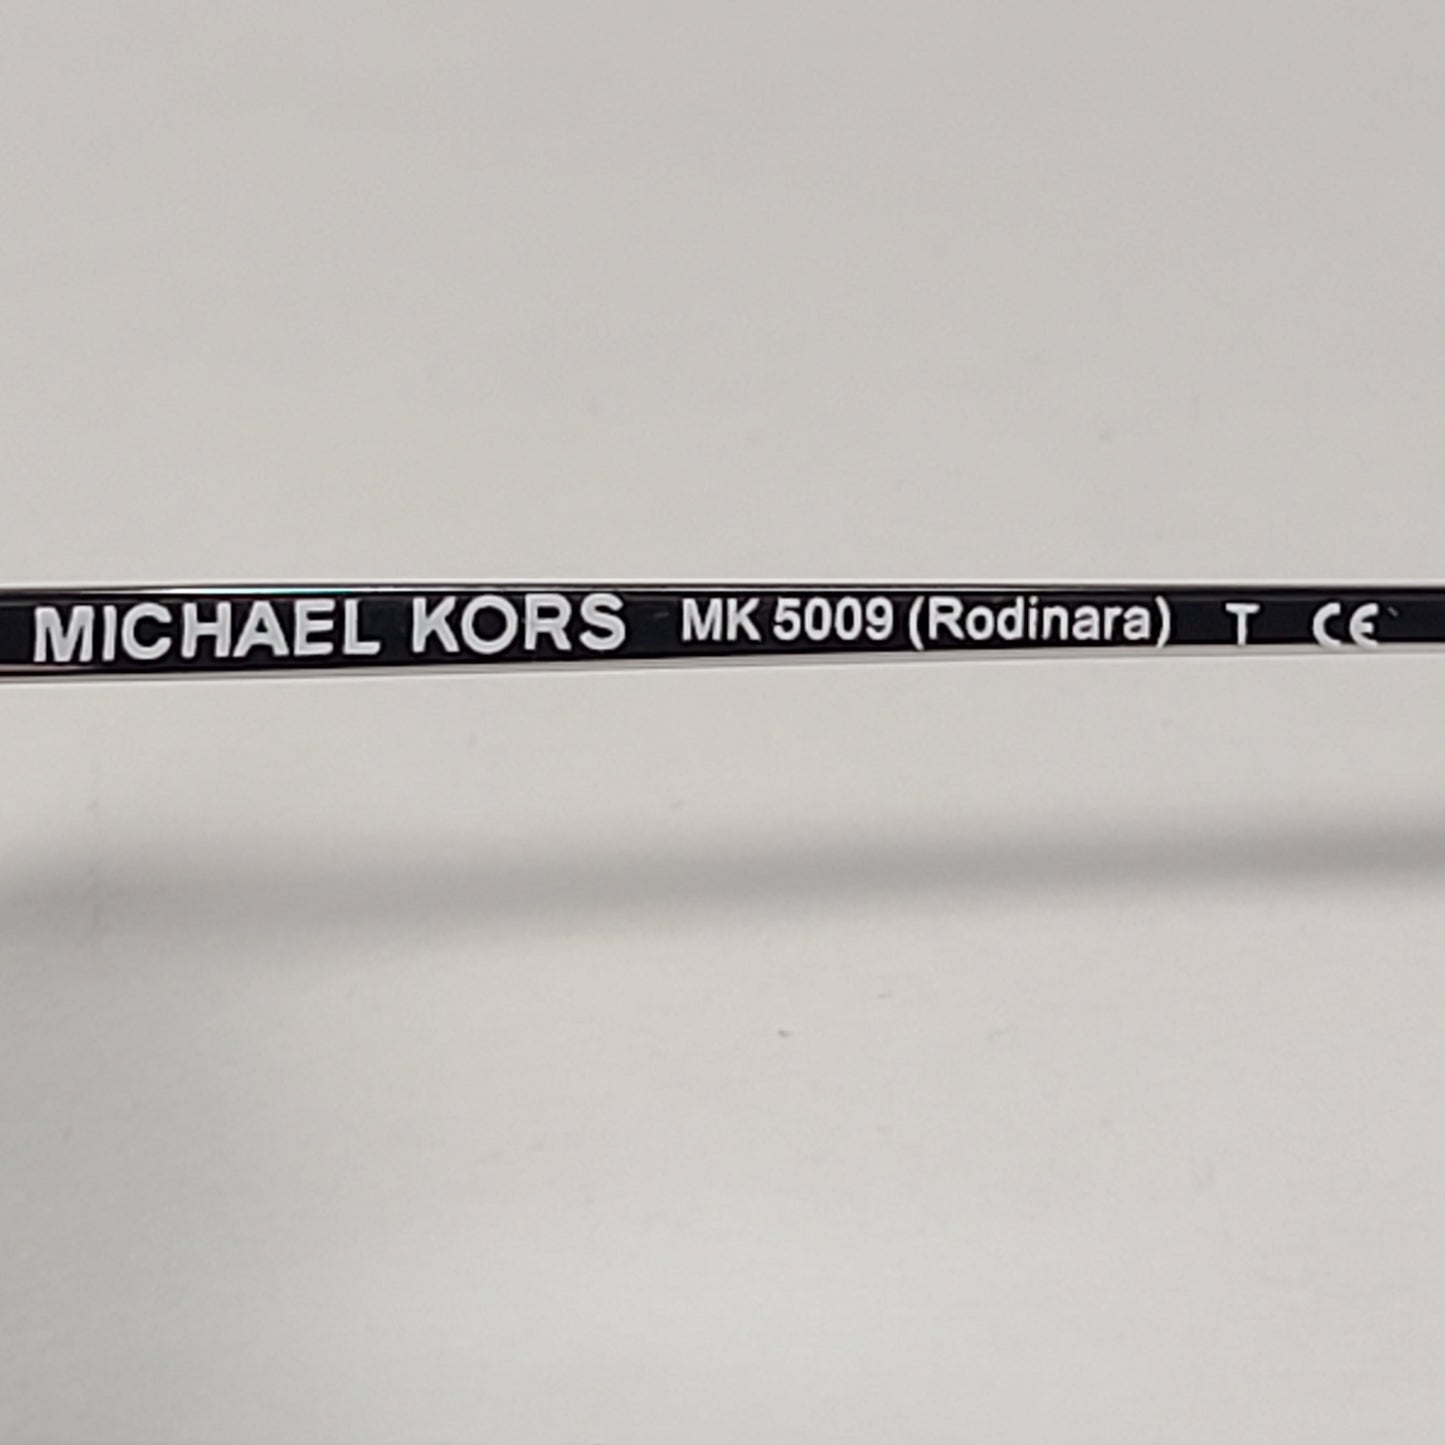 MICHAEL KORS MK 5009 (Rodinara) T CE